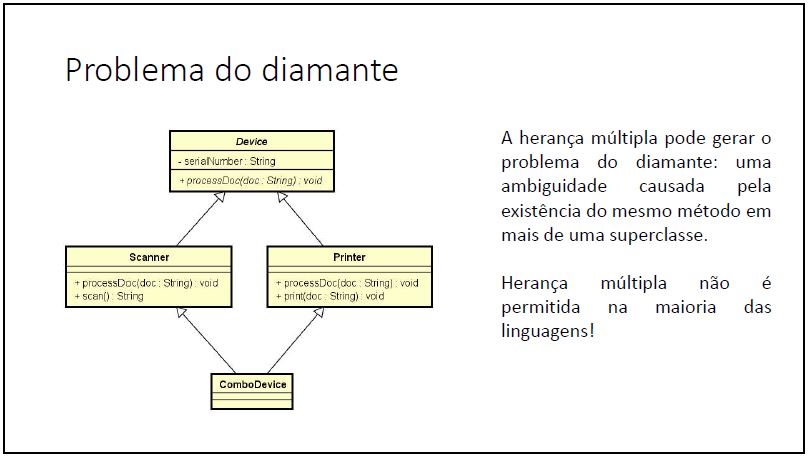 Problema do diamante
Device
- serialNumber : String
+ processDoc(doc : String) : void
Scanner
+ processDoc(doc : String) : void
+ scan() : String
Printer
+ processDoc(doc : String) : void
+ print(doc : String) : void
ComboDevice
A herança múltipla pode gerar o
problema do diamante: uma
ambiguidade causada pela
existência do mesmo método em
mais de uma superclasse.
Herança múltipla não é
permitida na maioria das
linguagens!